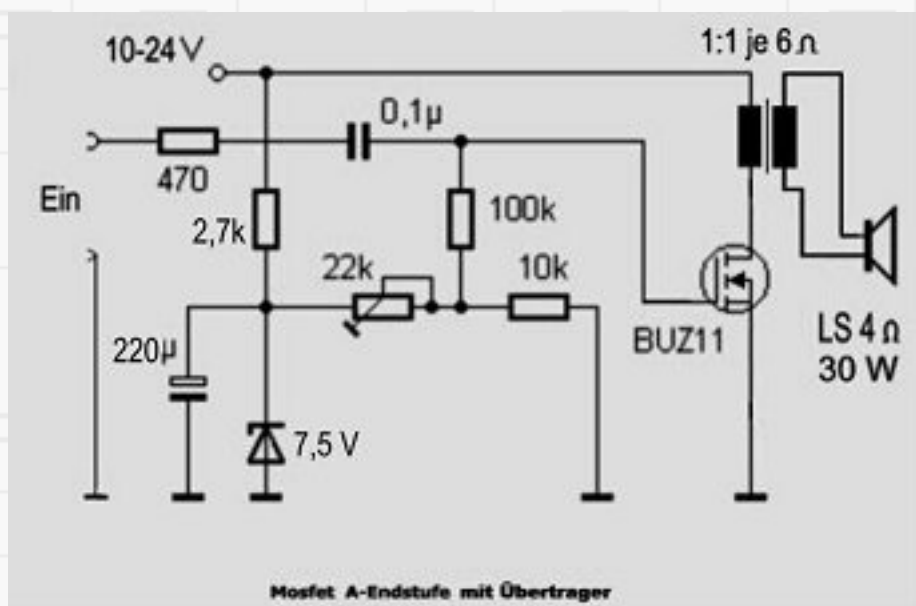 10-24 V
1:1 je 6 Ω
0,1µ
470
Ein
2,7k
100k
22k
10k
220µ
BUZ11
LS 4 Ω
30 W
7,5 V
Mosfet A-Endstufe mit Übertrager